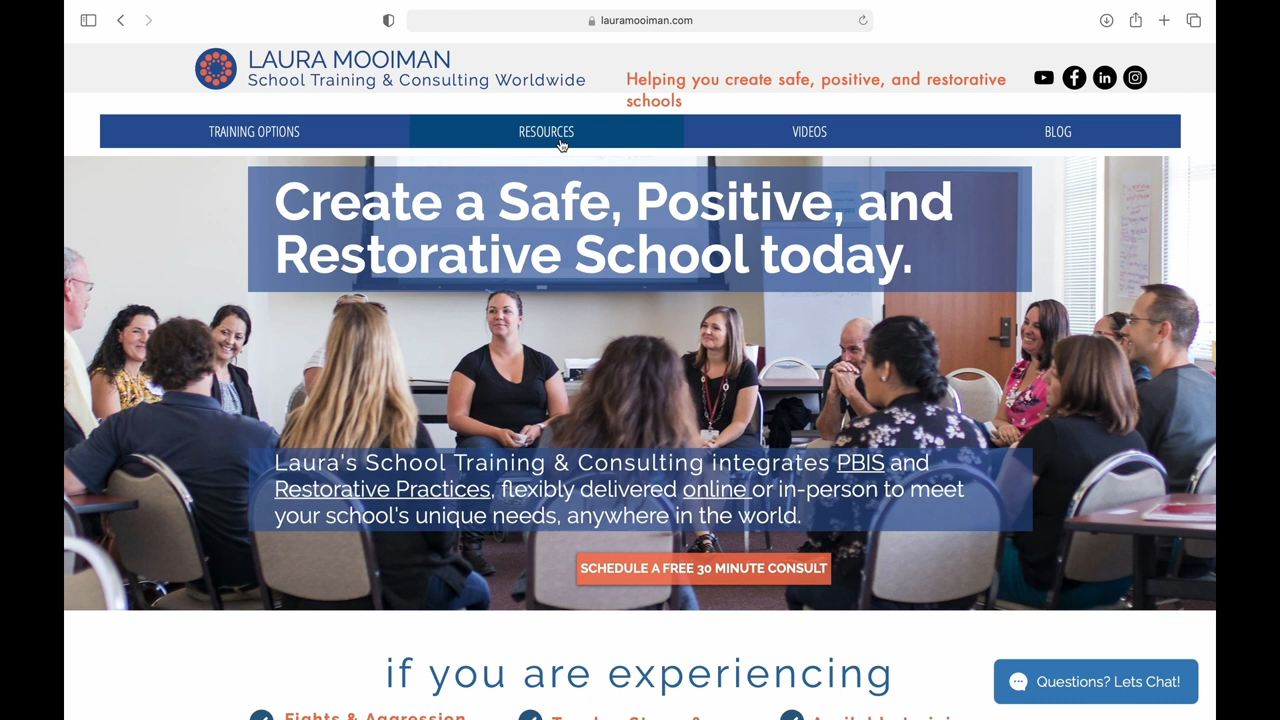 lauramooiman.com
LAURA MOOIMAN
School Training & Consulting Worldwide
Helping you create safe, positive, and restorative
schools
TRAINING OPTIONS
RESOURCES
VIDEOS
BLOG
Create a Safe, Positive, and
Restorative School today.
Laura's School Training & Consulting integrates PBIS and
Restorative Practices, flexibly delivered online or in-person to meet
your school's unique needs, anywhere in the world.
SCHEDULE A FREE 30 MINUTE CONSULT
if you are experiencing
Questions? Lets Chat!
Fights & Aggression